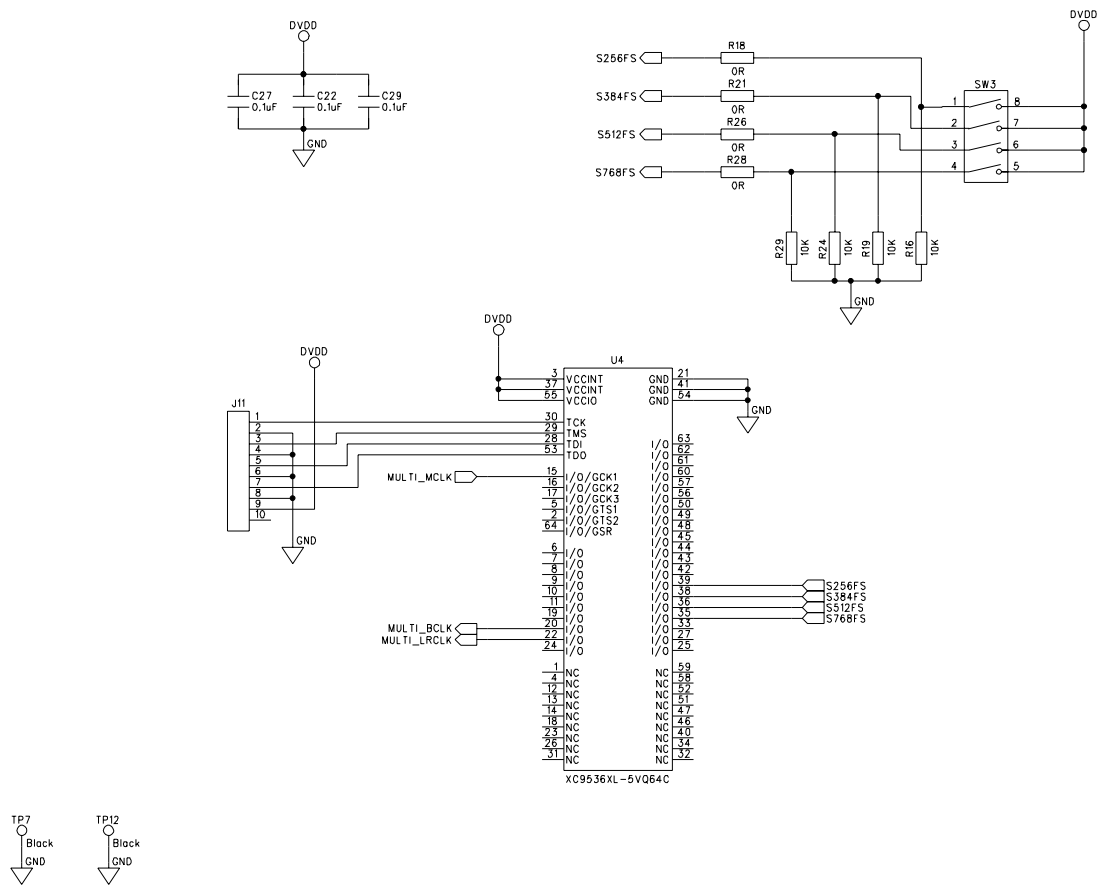 DVDD
C27
0.1uF
C22
0.1uF
C29
0.1uF
GND
DVDD
S256FS
R18
0R
S384FS
R21
0R
S512FS
R26
0R
S768FS
R28
0R
SW3
1
8
2
7
3
6
4
5
R29
10K
R24
10K
R19
10K
R16
10K
GND
DVDD
DVDD
J11
1
2
3
4
5
6
7
8
9
10
GND
U4
3 VCCINT
37 VCCINT
55 VCCIO
30 TCK
29 TMS
28 TDI
53 TDO
MULTI_MCLK
15 I/O/GCK1
16 I/O/GCK2
17 I/O/GCK3
5 I/O/GTS1
2 I/O/GTS2
64 I/O/GSR
6 I/O
7 I/O
8 I/O
9 I/O
10 I/O
11 I/O
19 I/O
MULTI_BCLK
20 I/O
MULTI_LRCLK
22 I/O
24 I/O
1 NC
4 NC
12 NC
13 NC
14 NC
18 NC
23 NC
26 NC
31 NC
GND 21
GND 41
GND 54
GND
I/O 63
I/O 62
I/O 61
I/O 60
I/O 57
I/O 56
I/O 50
I/O 49
I/O 48
I/O 45
I/O 44
I/O 43
I/O 42
I/O 39
S256FS
I/O 38
S384FS
I/O 36
S512FS
I/O 35
S768FS
I/O 33
I/O 27
I/O 25
NC 59
NC 58
NC 52
NC 51
NC 47
NC 46
NC 40
NC 34
NC 32
XC9536XL-5VQ64C
TP7
Black
GND
TP12
Black
GND